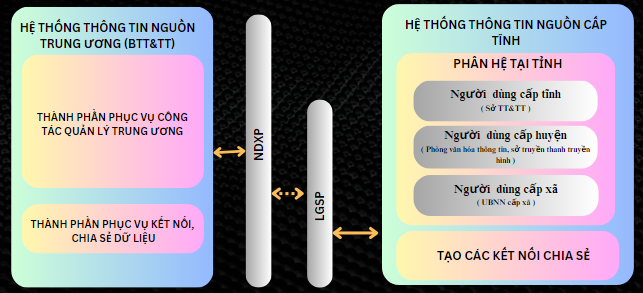 HỆ THỐNG THÔNG TIN NGUỒN
TRUNG ƯƠNG (BTT&TT)
THÀNH PHẦN PHỤC VỤ CÔNG
TÁC QUẢN LÝ TRUNG ƯƠNG
THÀNH PHẦN PHỤC VỤ KẾT NỐI,
CHIA SẺ DỮ LIỆU
NDXP
LGSP
HỆ THỐNG THÔNG TIN NGUỒN CẤP
TỈNH
PHÂN HỆ TẠI TỈNH
Người dùng cấp tỉnh
( Sở TT&TT )
Người dùng cấp huyện
( Phòng văn hóa thông tin, sở truyền thanh truyền
hình )
Người dùng cấp xã
( UBNN cấp xã )
TẠO CÁC KẾT NỐI CHIA SẺ